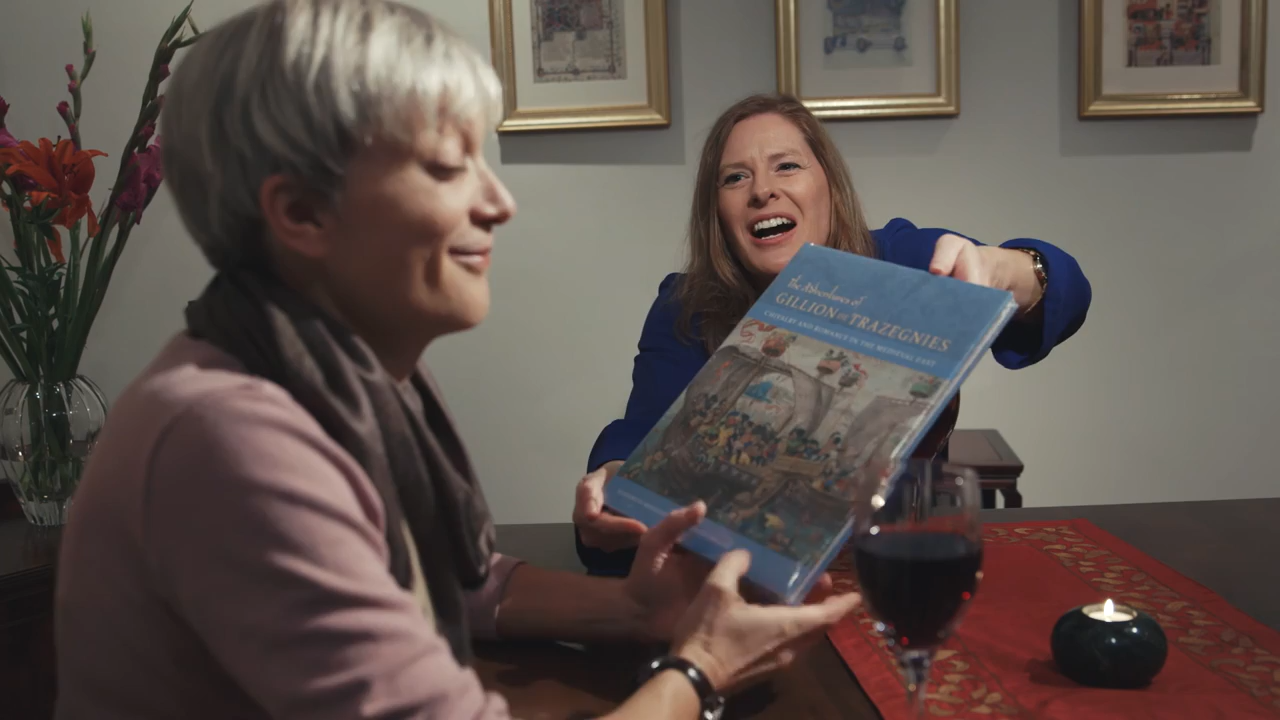 The Adventures of
GILLION DE TRAZEGNIES
CHIVALRY AND ROMANCE IN THE MEDIEVAL EAST